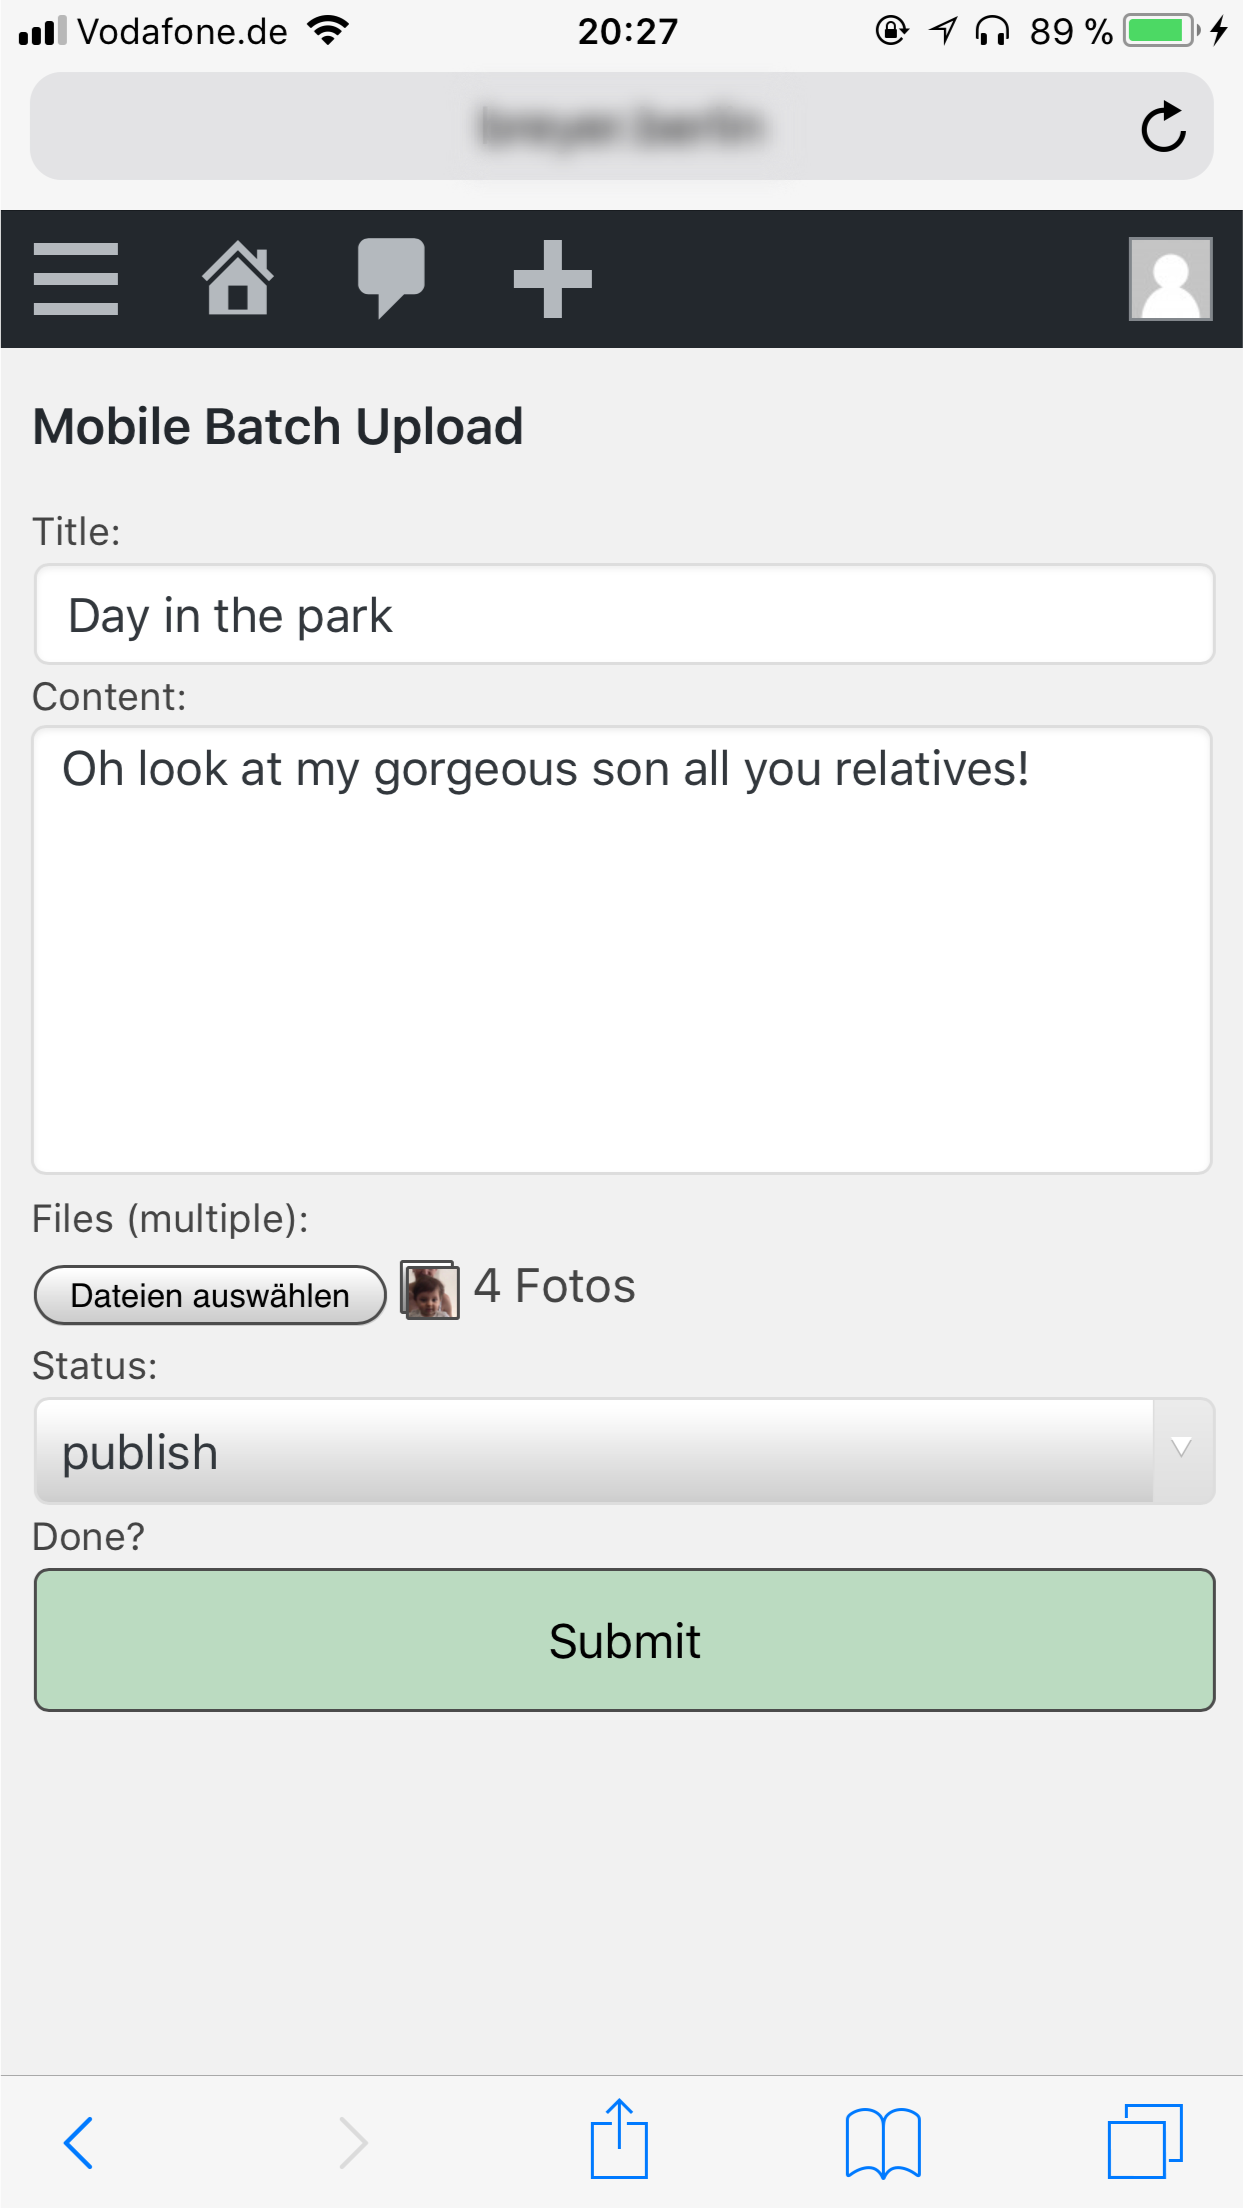 Vodafone.de 20:27 89 %
Mobile Batch Upload
Title:
Day in the park
Content:
Oh look at my gorgeous son all you relatives!
Files (multiple):
Dateien auswählen 4 Fotos
Status:
publish
Done?
Submit